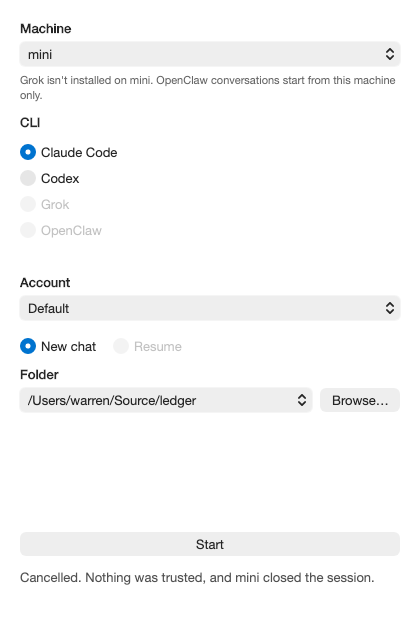 Machine
mini
Grok isn't installed on mini. OpenClaw conversations start from this machine
only.
CLI
Claude Code
Codex
Grok
OpenClaw
Account
Default
New chat Resume
Folder
/Users/warren/Source/ledger Browse...
Start
Cancelled. Nothing was trusted, and mini closed the session.